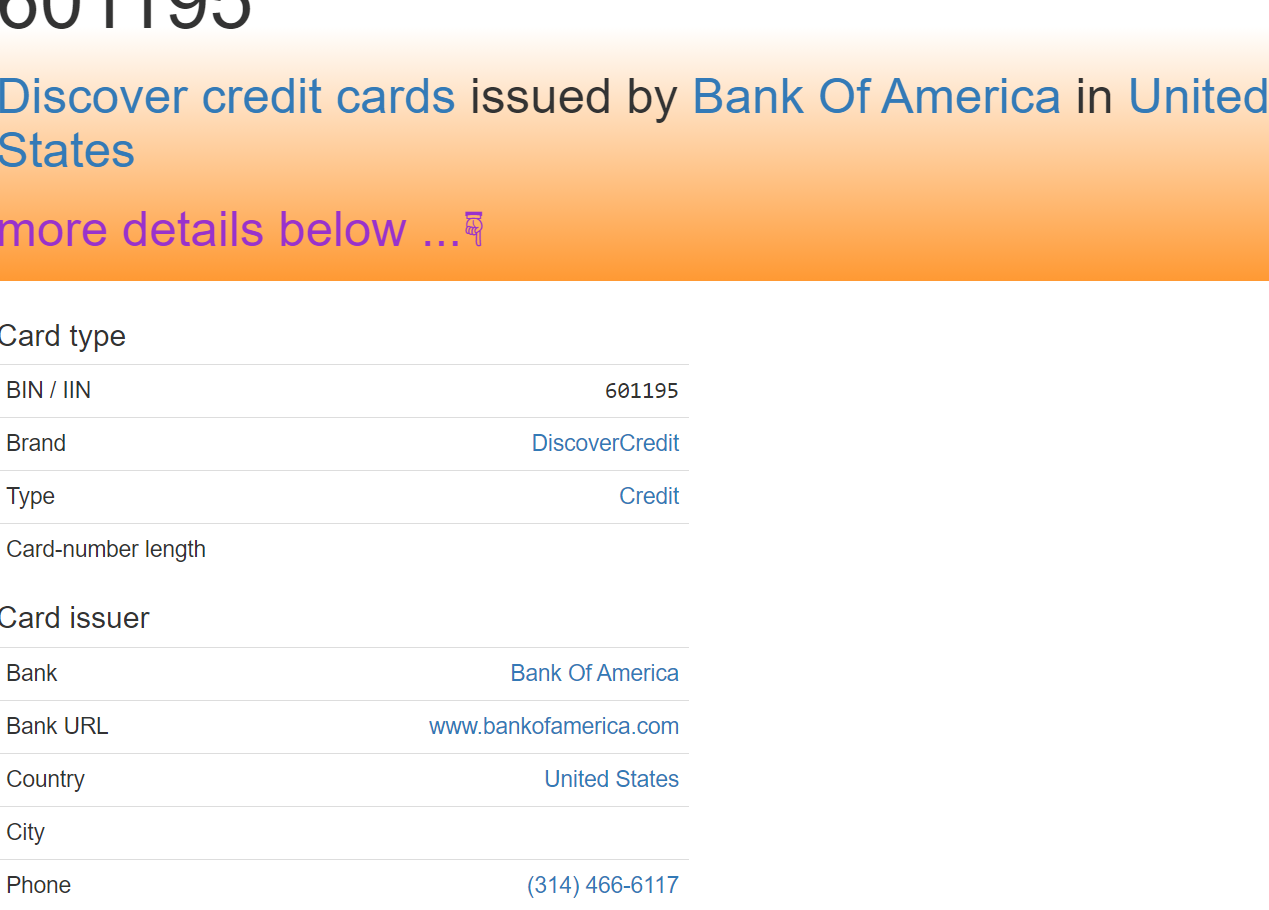 601195
Discover credit cards issued by Bank Of America in United
States
more details below ...👇
Card type
BIN / IIN 601195
Brand DiscoverCredit
Type Credit
Card-number length
Card issuer
Bank Bank Of America
Bank URL www.bankofamerica.com
Country United States
City
Phone (314) 466-6117